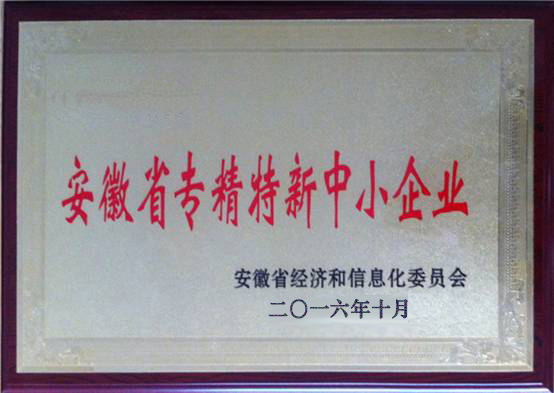 安徽省专精特新中小企业
安徽省经济和信息化委员会
二〇一六年十月